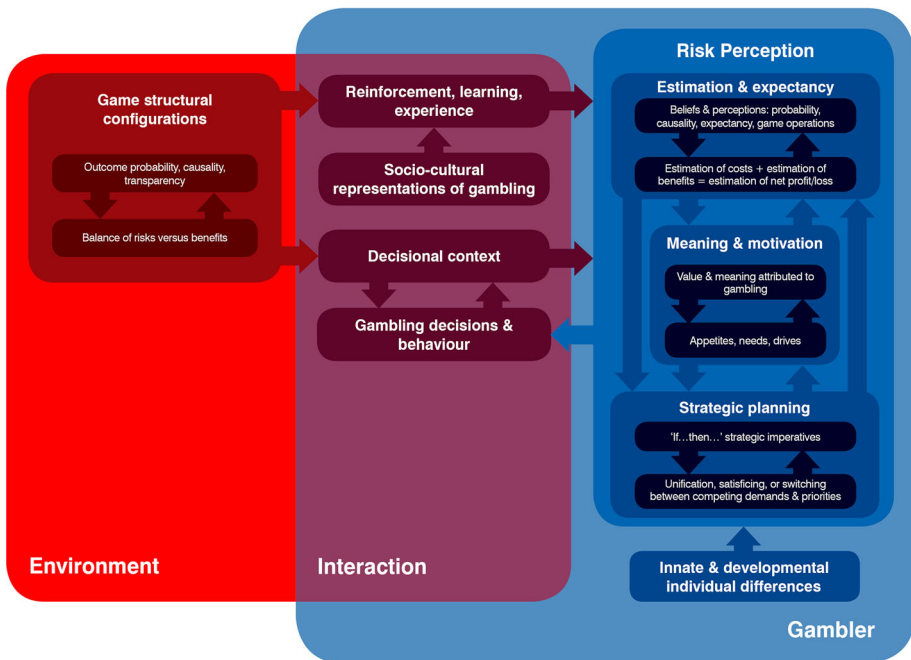 Game structural
configurations
Outcome probability, causality,
transparency
Balance of risks versus benefits
Environment
Reinforcement, learning,
experience
Socio-cultural
representations of gambling
Decisional context
Gambling decisions &
behaviour
Interaction
Risk Perception
Estimation & expectancy
Beliefs & perceptions: probability,
causality, expectancy, game operations
Estimation of costs + estimation of
benefits = estimation of net profit/loss
Meaning & motivation
Value & meaning attributed to
gambling
Appetites, needs, drives
Strategic planning
'If…then…' strategic imperatives
Unification, satisficing, or switching
between competing demands & priorities
Innate & developmental
individual differences
Gambler